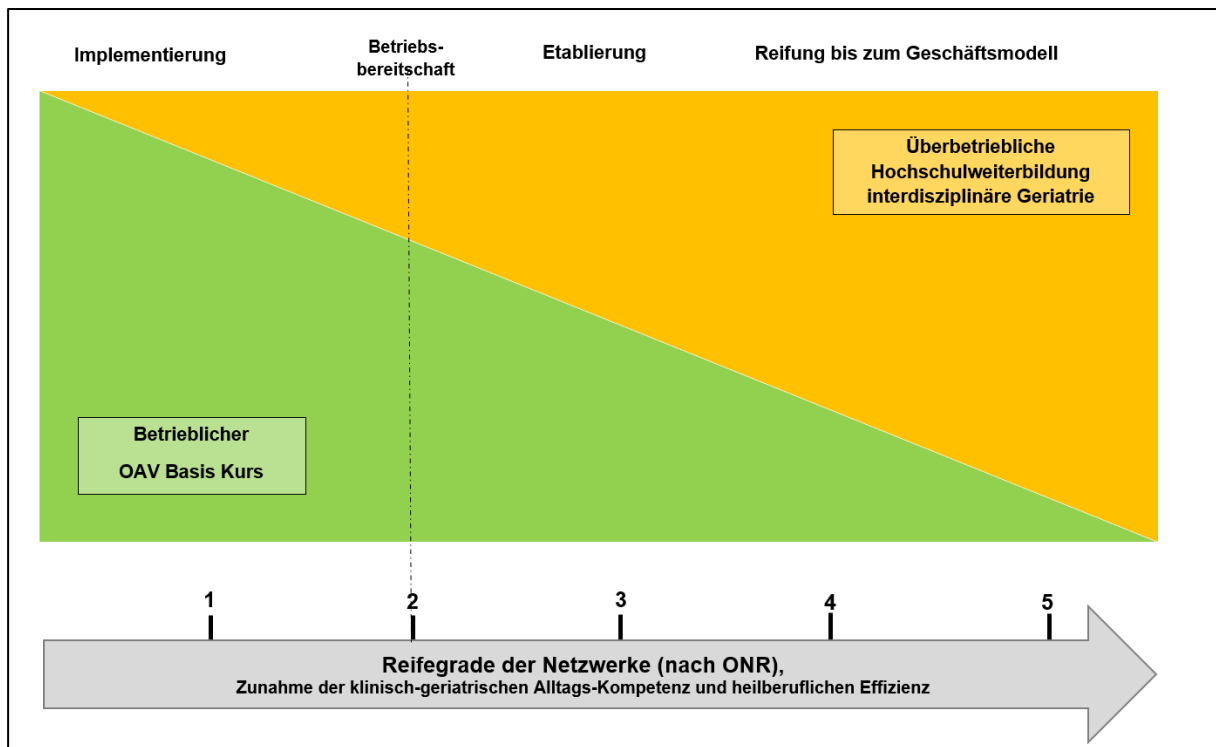 Implementierung
Betriebs-
bereitschaft
Etablierung
Reifung bis zum Geschäftsmodell
Überbetriebliche
Hochschulweiterbildung
interdisziplinäre Geriatrie
Betrieblicher
OAV Basis Kurs
1
2
3
4
5
Reifegrade der Netzwerke (nach ONR),
Zunahme der klinisch-geriatrischen Alltags-Kompetenz und heilberuflichen Effizienz